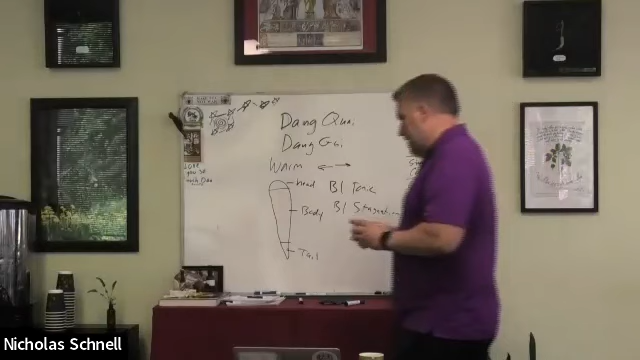 Dang Quai
Dang Gui
Warm
head
Bl Tonic
Body
Bl Stagnation
Tail
Nicholas Schnell